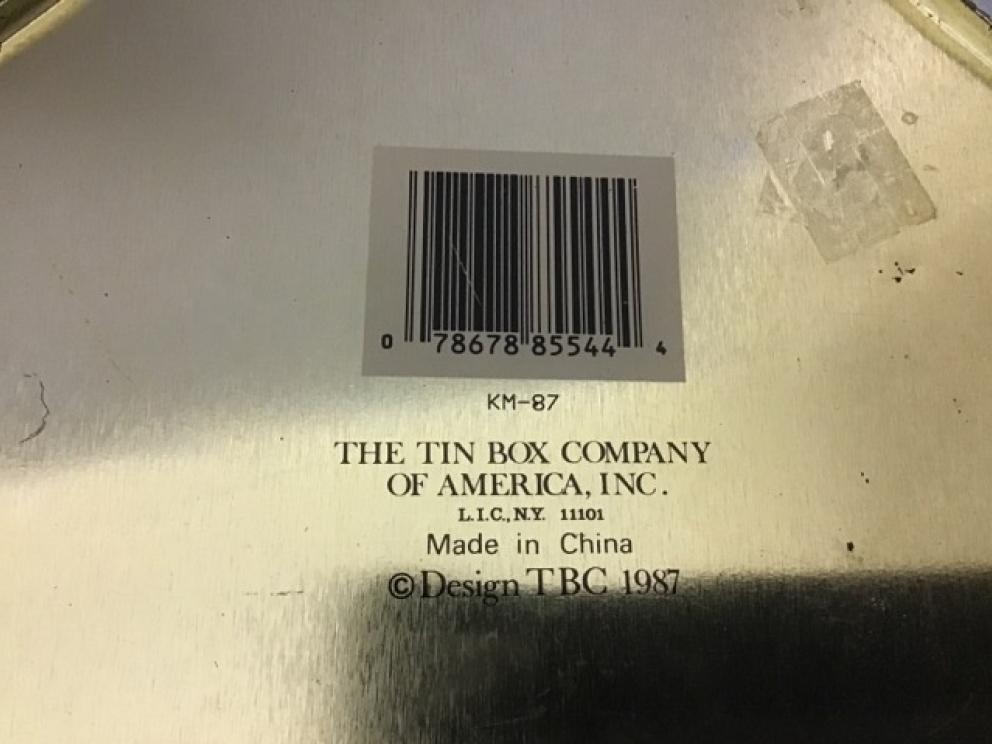 0 78678 85544 4
KM-87
THE TIN BOX COMPANY
OF AMERICA, INC.
L.I.C., N.Y. 11101
Made in China
©Design TBC 1987